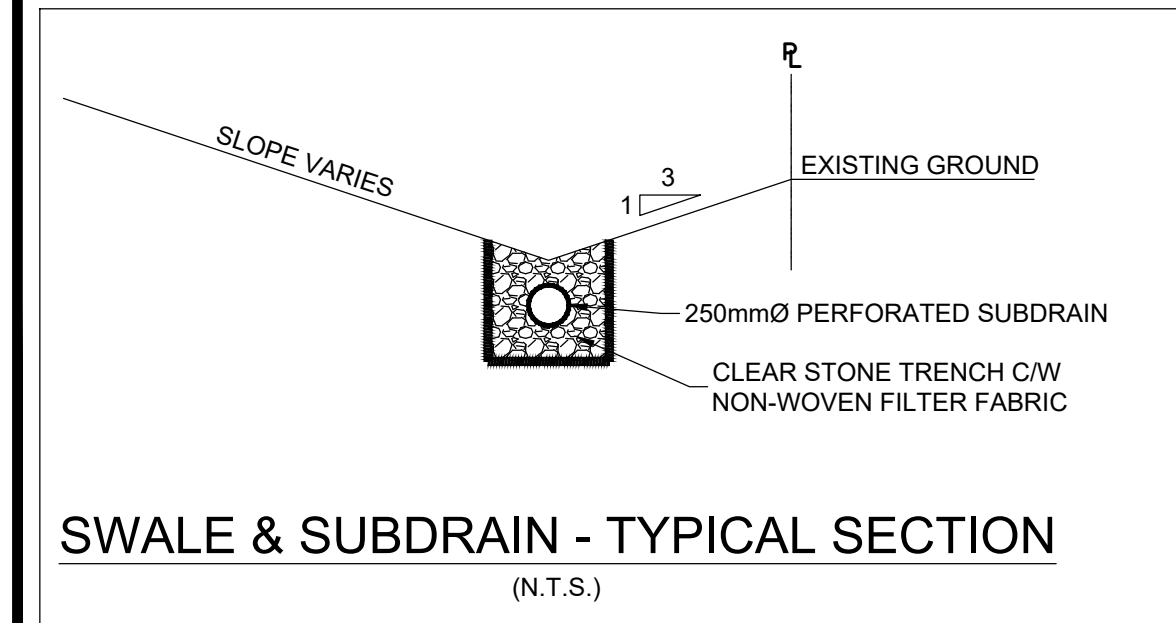 ℄
SLOPE VARIES
EXISTING GROUND
3
1
250mmØ PERFORATED SUBDRAIN
CLEAR STONE TRENCH C/W
NON-WOVEN FILTER FABRIC
SWALE & SUBDRAIN - TYPICAL SECTION
(N.T.S.)